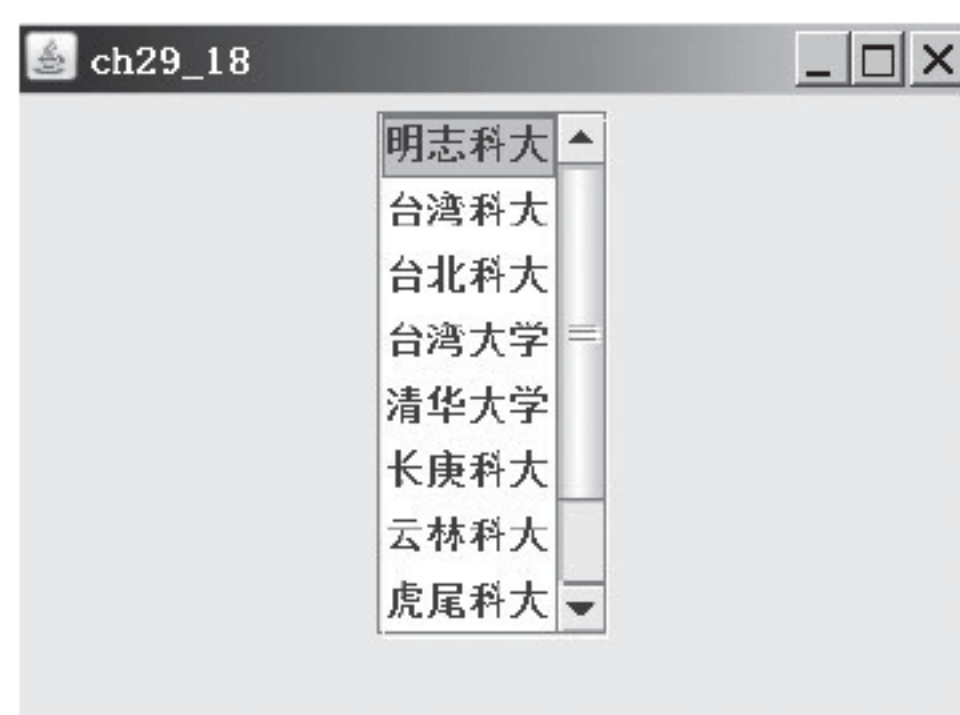 ch29_18
明志科大
台湾科大
台北科大
台湾大学
清华大学
长庚科大
云林科大
虎尾科大